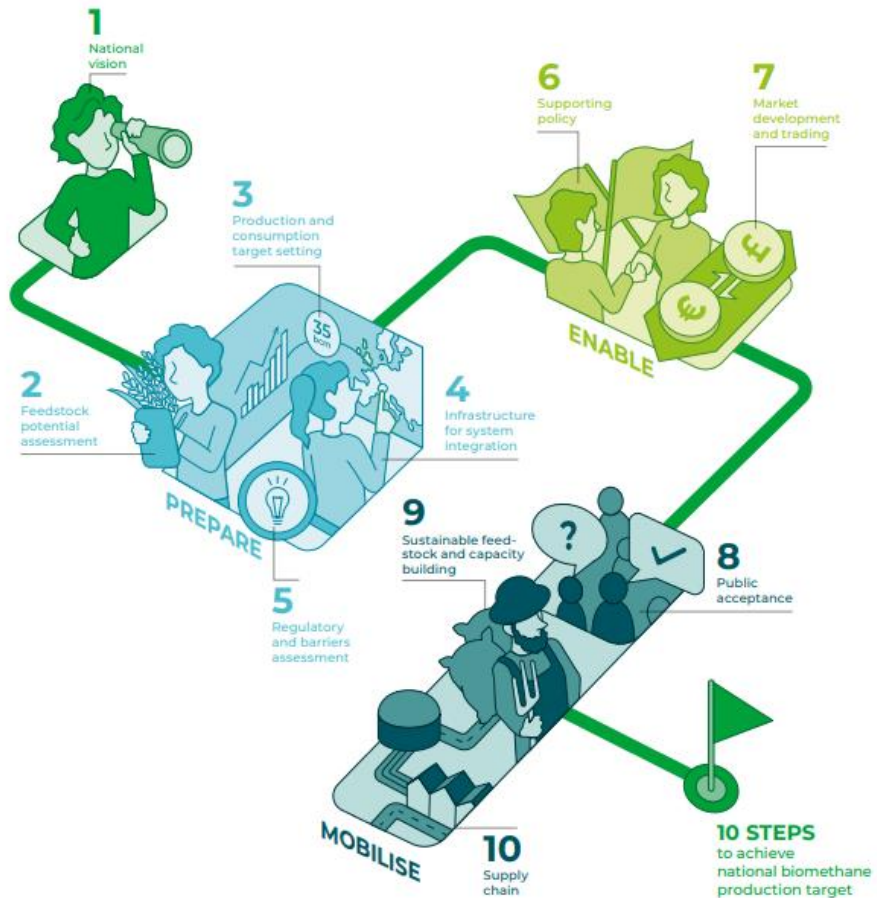 1
National
vision
2
Feedstock
potential
assessment
3
Production and
consumption
target setting
35
bcm
4
Infrastructure
for system
integration
PREPARE
5
Regulatory
and barriers
assessment
6
Supporting
policy
7
Market
development
and trading
£
€
ENABLE
8
Public
acceptance
?
9
Sustainable feed-
stock and capacity
building
MOBILISE
10
Supply
chain
10 STEPS
to achieve
national biomethane
production target